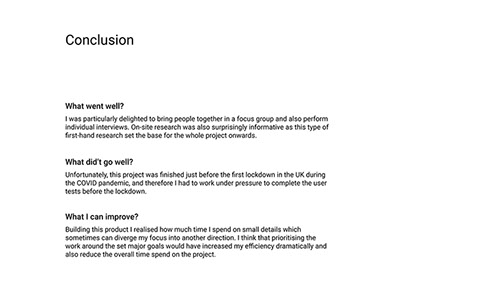 Conclusion
What went well?
I was particularly delighted to bring people together in a focus group and also perform
individual interviews. On-site research was also surprisingly informative as this type of
first-hand research set the base for the whole project onwards.
What did't go well?
Unfortunately, this project was finished just before the first lockdown in the UK during
the COVID pandemic, and therefore I had to work under pressure to complete the user
tests before the lockdown.
What I can improve?
Building this product I realised how much time I spend on small details which
sometimes can diverge my focus into another direction. I think that prioritising the
work around the set major goals would have increased my efficiency dramatically and
also reduce the overall time spend on the project.